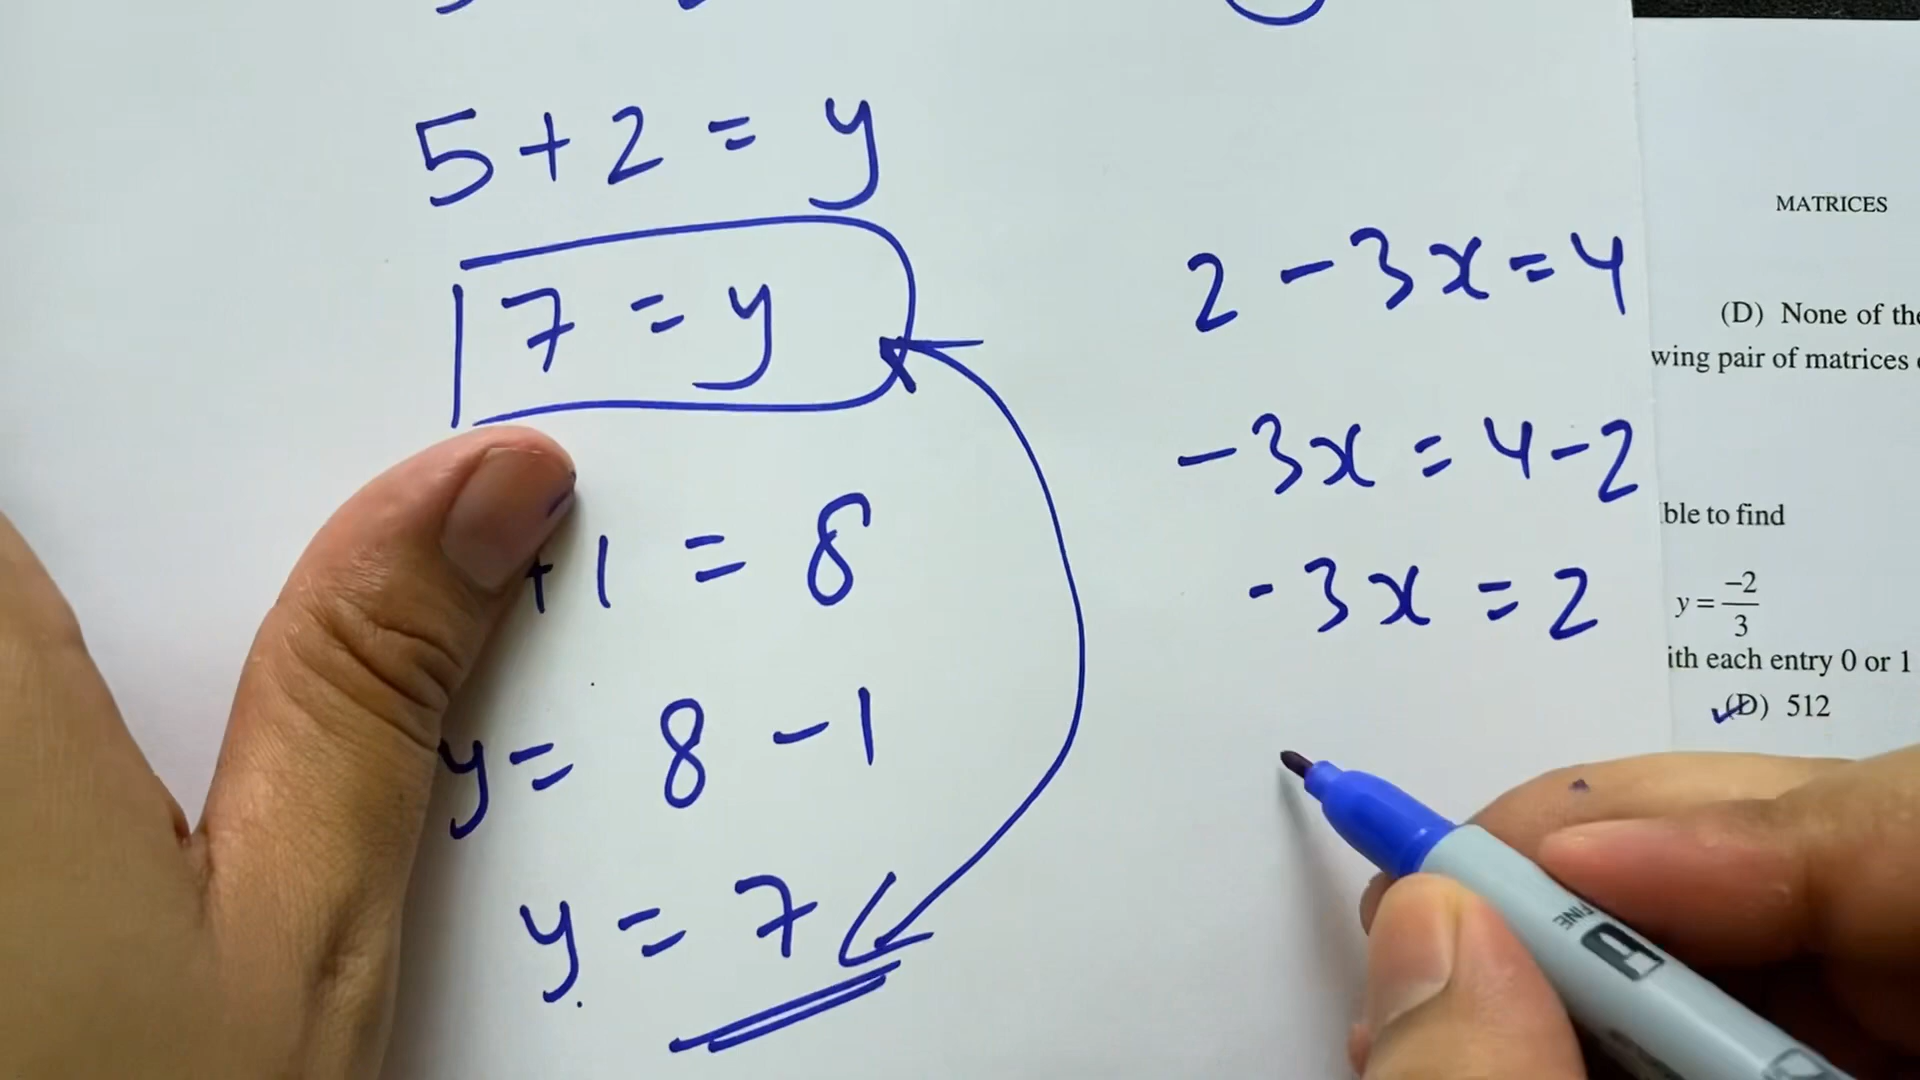 5+2 = y
7 = y
+ 1 = 8
y = 8 - 1
y = 7
2 - 3x = 4
- 3x = 4 - 2
- 3x = 2
MATRICES
(D) None of the
wing pair of matrices
ble to find
y = -2/3
ith each entry 0 or 1
(D) 512
FINE